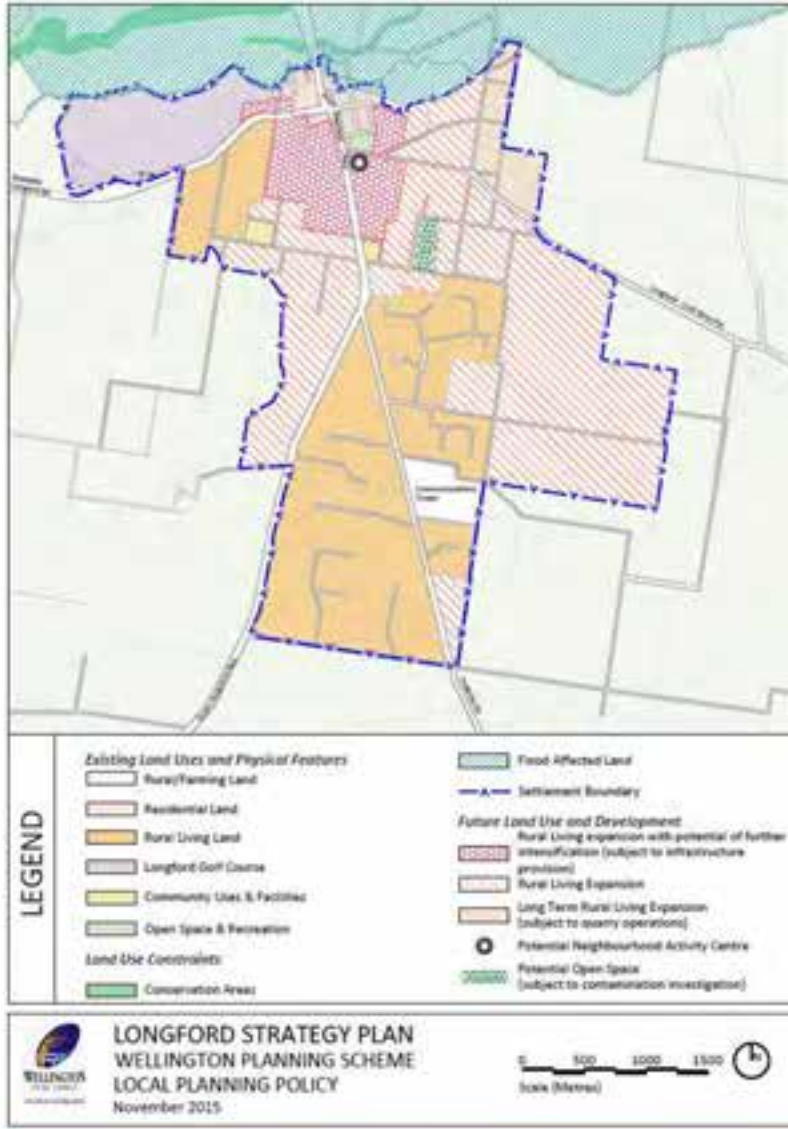 LEGEND
Existing Land Uses and Physical Features
Rural/Farming Land
Residential Land
Rural Living Land
Longford Golf Course
Community Uses & Facilities
Open Space & Recreation
Land Use Constraints
Conservation Areas
Flood Affected Land
Settlement Boundary
Future Land Use and Development
Rural Living expansion with potential of further
intensification (subject to infrastructure
provision)
Rural Living Expansion
Long Term Rural Living Expansion
(subject to quarry operations)
Potential Neighbourhood Activity Centre
Potential Open Space
(subject to contamination investigation)
WELLINGTON
LONGFORD STRATEGY PLAN
WELLINGTON PLANNING SCHEME
LOCAL PLANNING POLICY
November 2015
0 500 1000 1500
Scale (Metres)
N